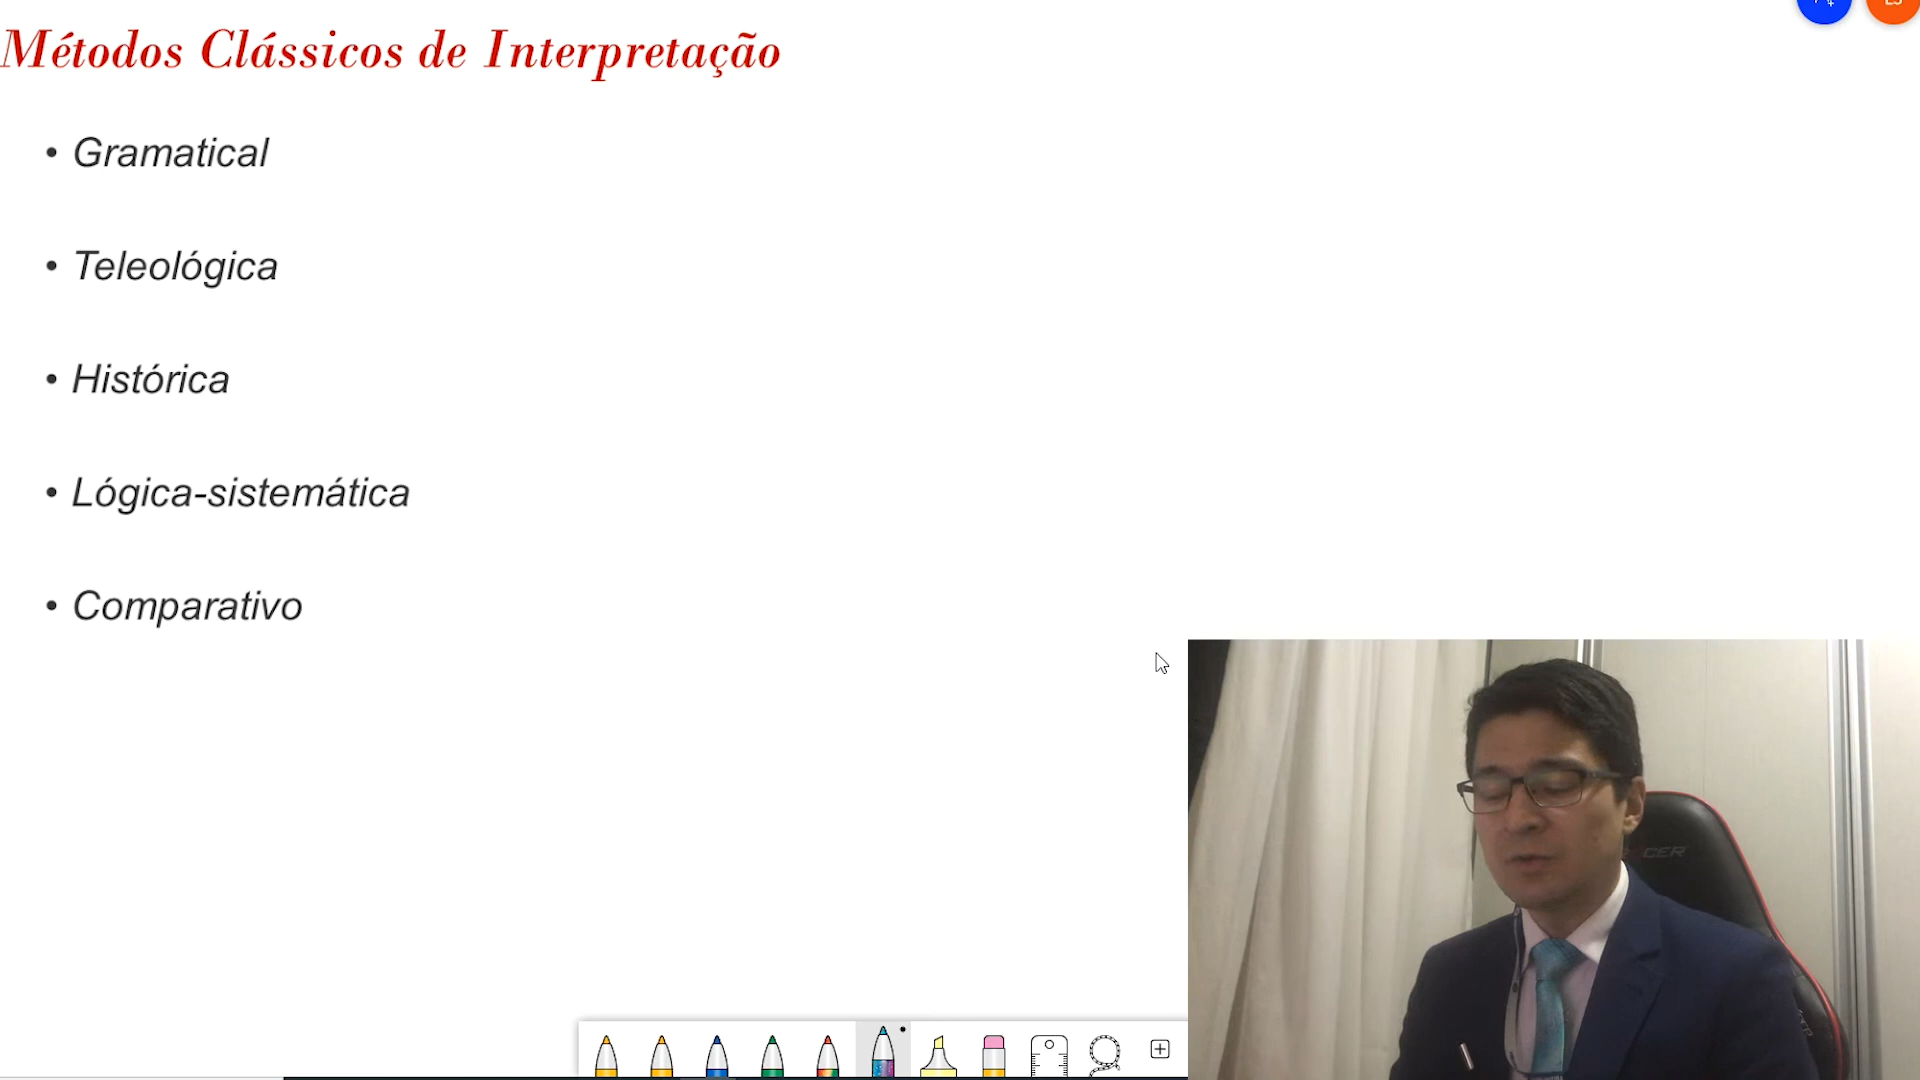 Métodos Clássicos de Interpretação
• Gramatical
• Teleológica
• Histórica
• Lógica-sistemática
• Comparativo